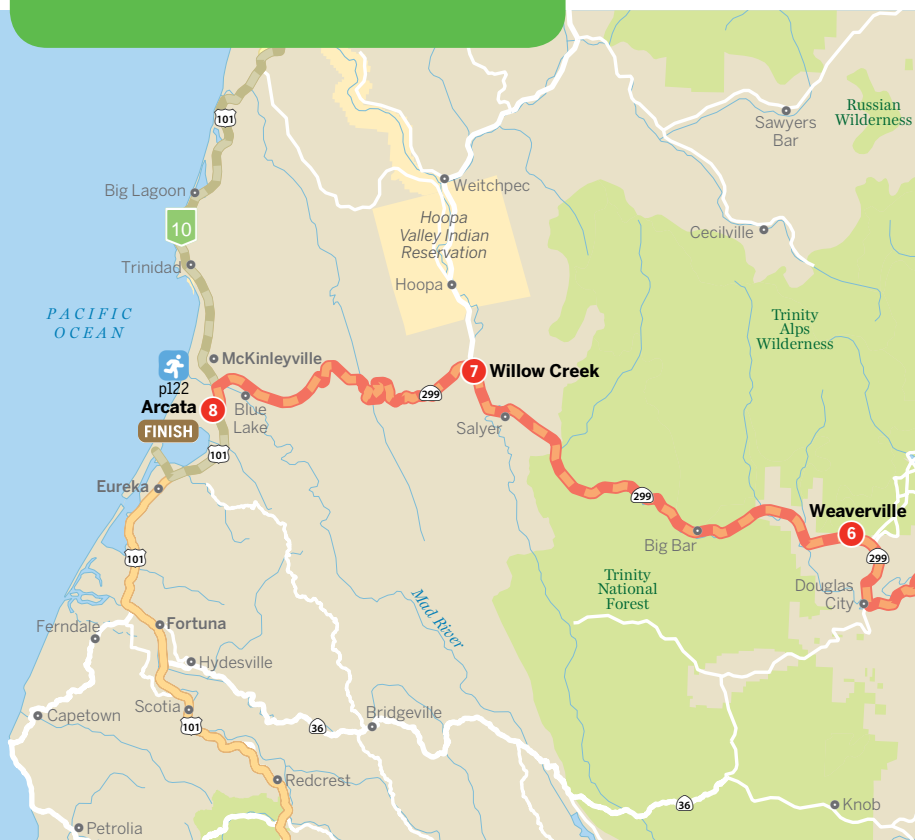 101
Russian
Wilderness
Sawyers
Bar
Weitchpec
Big Lagoon
Hoopa
Valley Indian
Reservation
10
Cecilville
Trinidad
Hoopa
PACIFIC
OCEAN
Trinity
Alps
Wilderness
McKinleyville
7 Willow Creek
p122
299
Blue
Lake
Arcata 8
FINISH
Salyer
101
Eureka
299
Weaverville
6
Big Bar
299
101
Trinity
National
Forest
Douglas
City
Mad River
Ferndale
Fortuna
Hydesville
Scotia
Capetown
Bridgeville
101
36
Redcrest
36
Knob
Petrolia